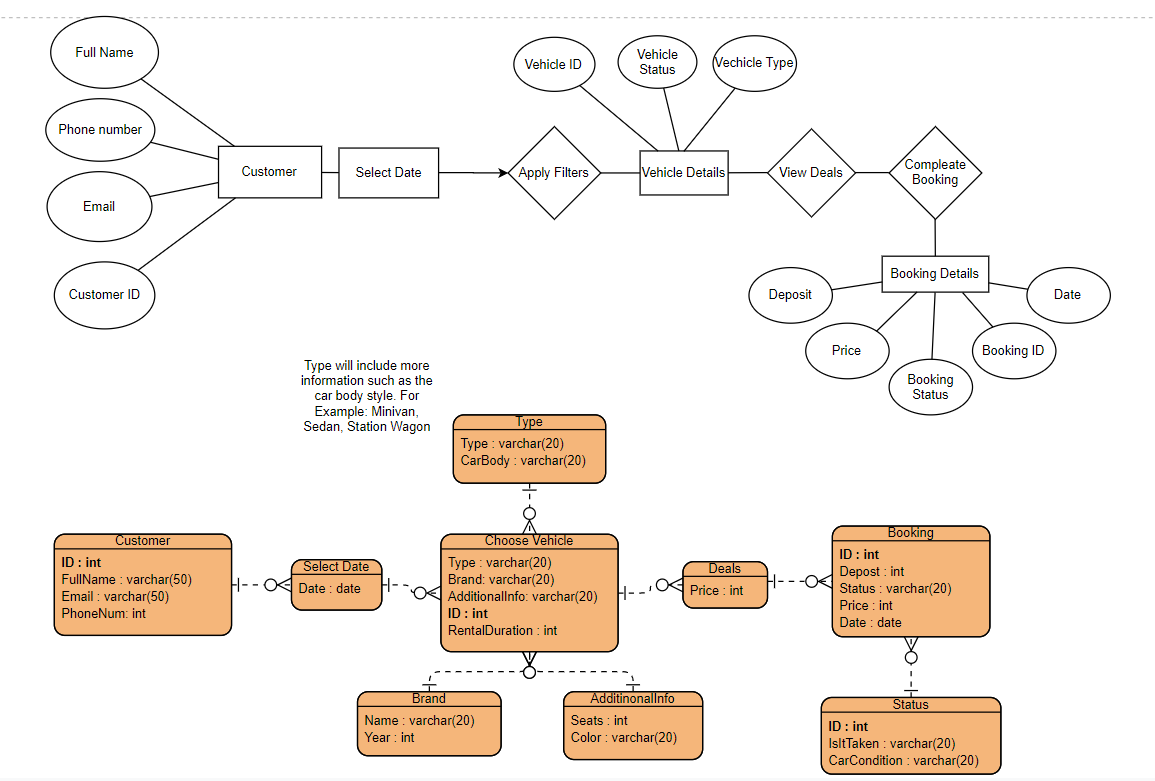 Full Name
Phone number
Email
Customer ID
Customer
Select Date
Apply Filters
Vehicle ID
Vehicle
Status
Vechicle Type
Vehicle Details
View Deals
Compleate
Booking
Booking Details
Deposit
Price
Booking
Status
Booking ID
Date
Type will include more
information such as the
car body style. For
Example: Minivan,
Sedan, Station Wagon
Type
Type : varchar(20)
CarBody : varchar(20)
Customer
ID : int
FullName : varchar(50)
Email : varchar(50)
PhoneNum: int
Select Date
Date : date
Choose Vehicle
Type : varchar(20)
Brand: varchar(20)
AdditionalInfo: varchar(20)
ID : int
RentalDuration : int
Deals
Price : int
Booking
ID : int
Depost : int
Status : varchar(20)
Price : int
Date : date
Brand
Name : varchar(20)
Year : int
AdditinonalInfo
Seats : int
Color : varchar(20)
Status
ID : int
IsItTaken : varchar(20)
CarCondition : varchar(20)